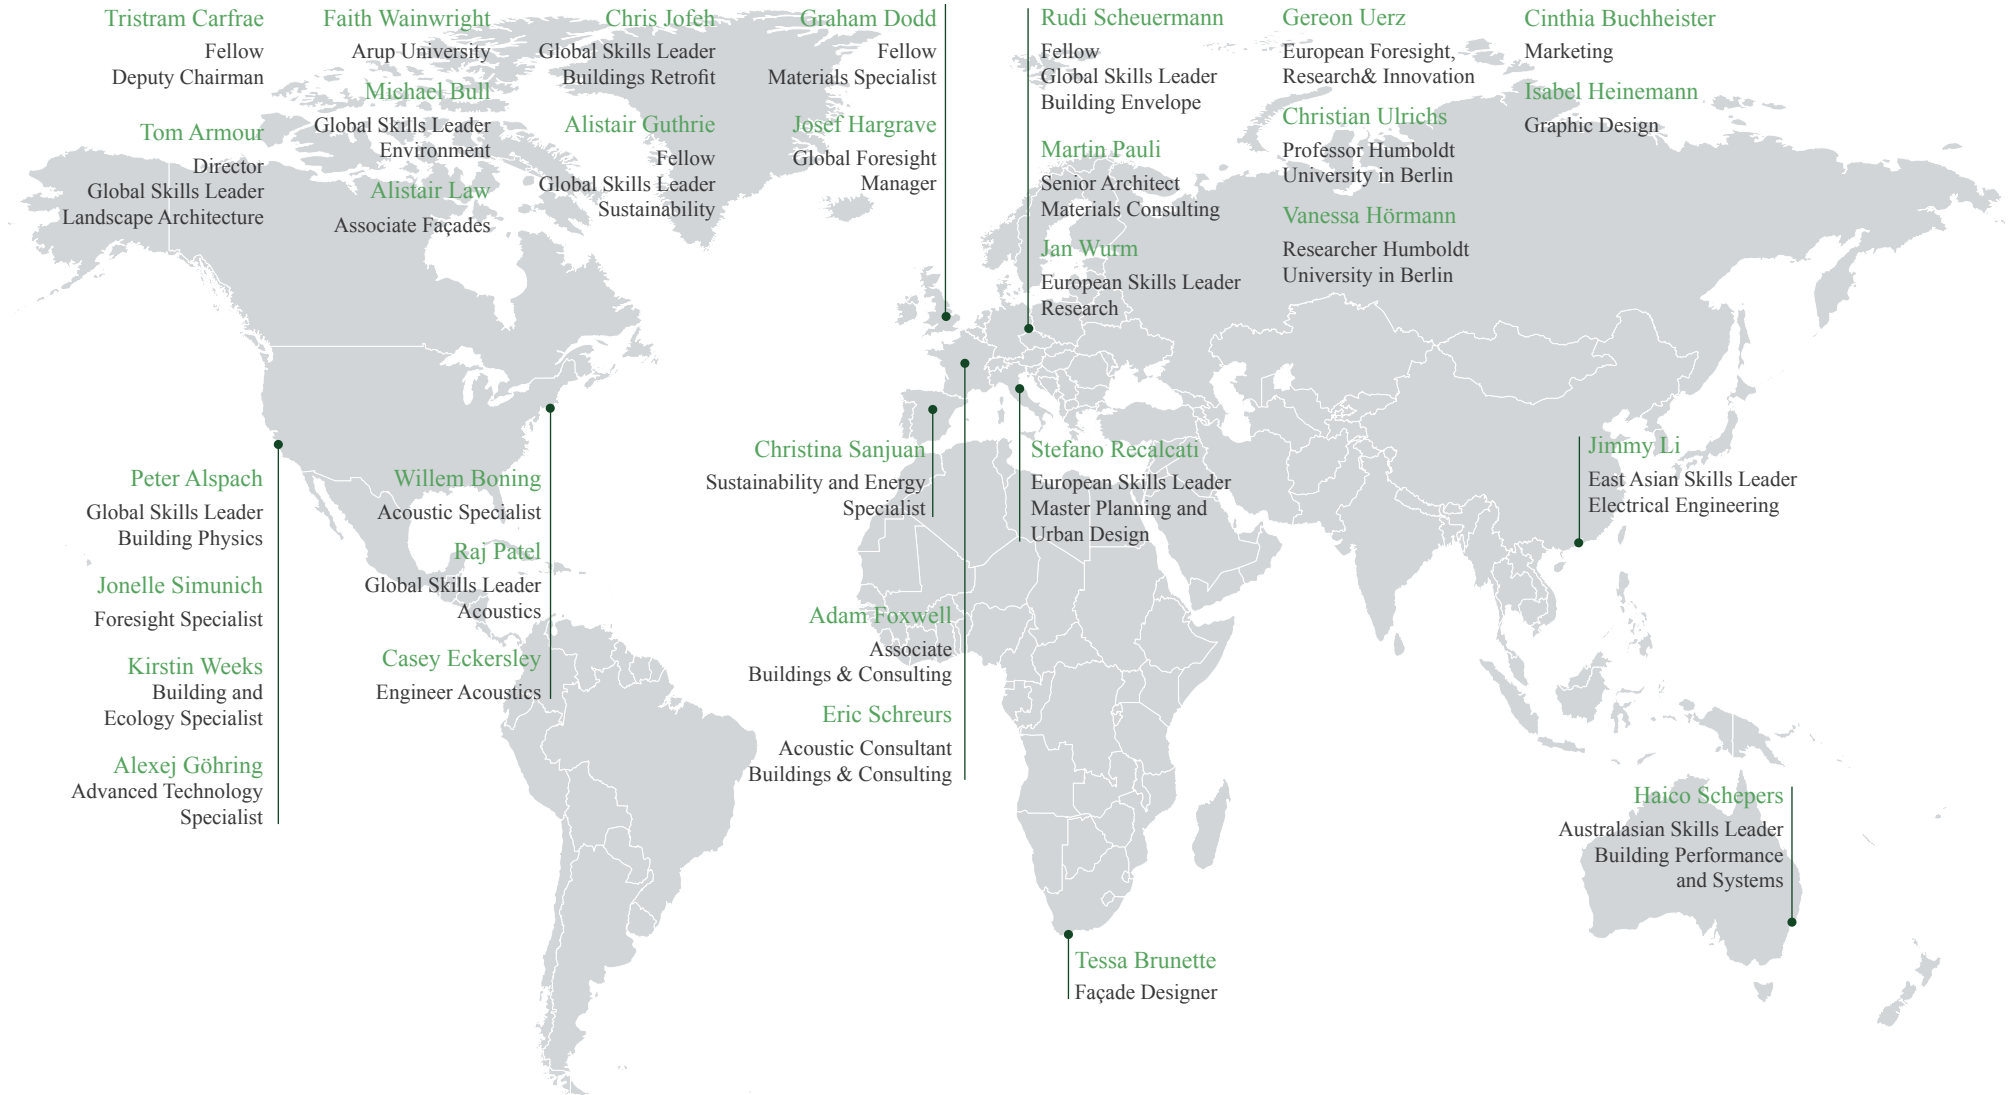 Tristram Carfrae
Fellow
Deputy Chairman
Tom Armour
Director
Global Skills Leader
Landscape Architecture
Faith Wainwright
Arup University
Michael Bull
Global Skills Leader
Environment
Alistair Law
Associate Façades
Chris Jofeh
Global Skills Leader
Buildings Retrofit
Alistair Guthrie
Fellow
Global Skills Leader
Sustainability
Graham Dodd
Fellow
Materials Specialist
Josef Hargrave
Global Foresight
Manager
Rudi Scheuermann
Fellow
Global Skills Leader
Building Envelope
Martin Pauli
Senior Architect
Materials Consulting
Jan Wurm
European Skills Leader
Research
Gereon Uerz
European Foresight,
Research& Innovation
Christian Ulrichs
Professor Humboldt
University in Berlin
Vanessa Hörmann
Researcher Humboldt
University in Berlin
Cinthia Buchheister
Marketing
Isabel Heinemann
Graphic Design
Peter Alspach
Global Skills Leader
Building Physics
Jonelle Simunich
Foresight Specialist
Kirstin Weeks
Building and
Ecology Specialist
Alexej Göhring
Advanced Technology
Specialist
Willem Boning
Acoustic Specialist
Raj Patel
Global Skills Leader
Acoustics
Casey Eckersley
Engineer Acoustics
Christina Sanjuan
Sustainability and Energy
Specialist
Adam Foxwell
Associate
Buildings & Consulting
Eric Schreurs
Acoustic Consultant
Buildings & Consulting
Stefano Recalcati
European Skills Leader
Master Planning and
Urban Design
Jimmy Li
East Asian Skills Leader
Electrical Engineering
Haico Schepers
Australasian Skills Leader
Building Performance
and Systems
Tessa Brunette
Façade Designer